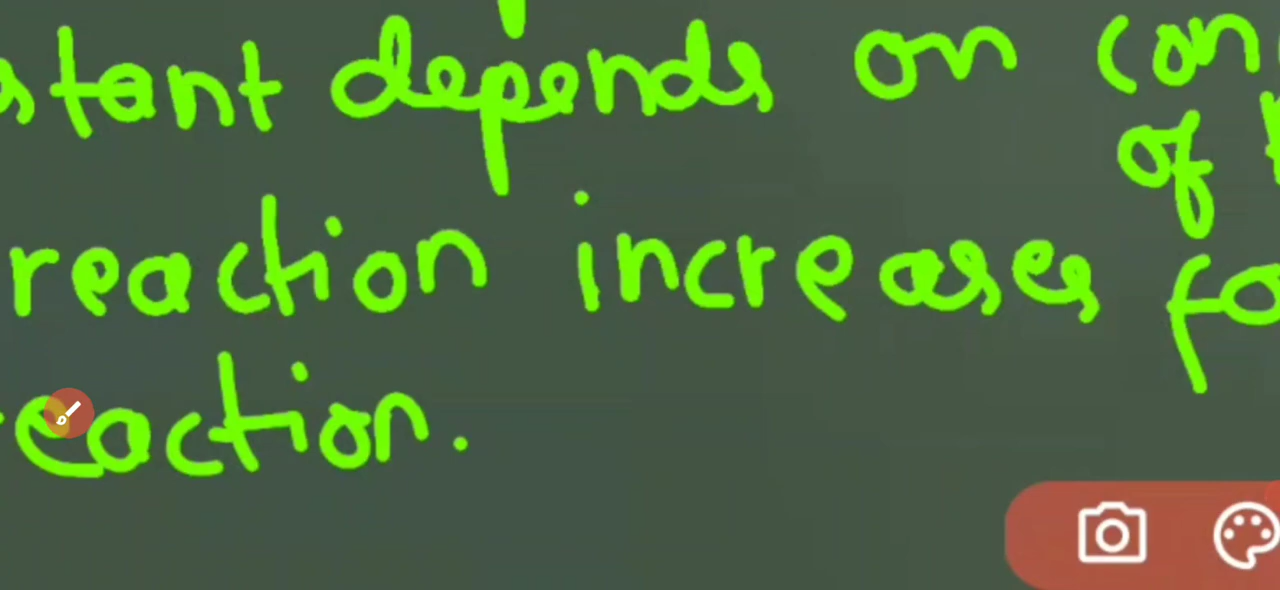 stant depends on con
of
reaction increases fo
eaction.